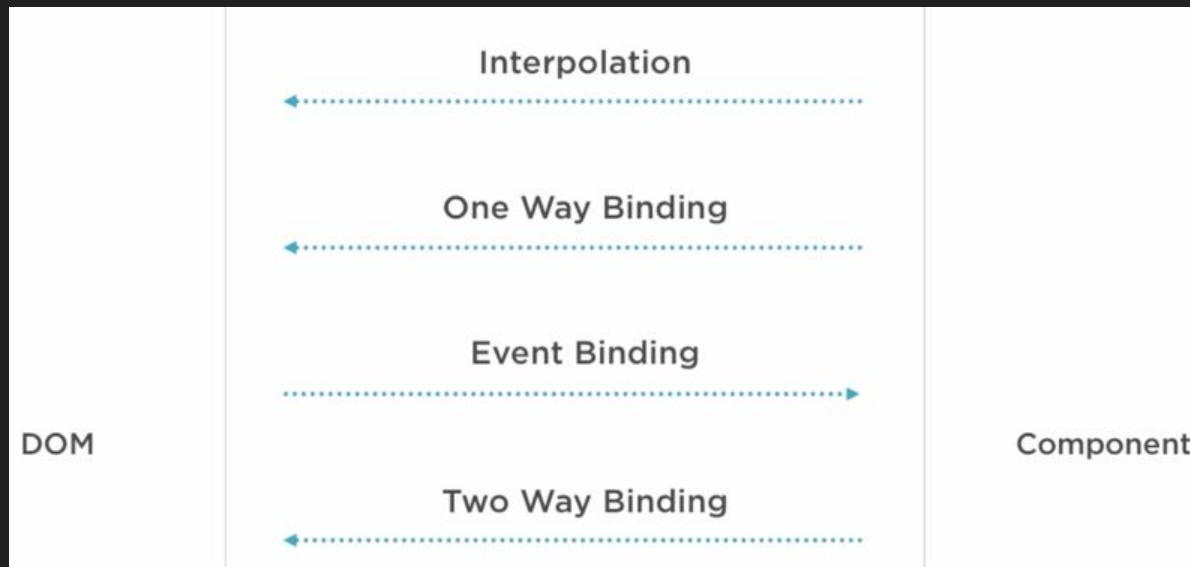 Interpolation
One Way Binding
Event Binding
DOM
Component
Two Way Binding